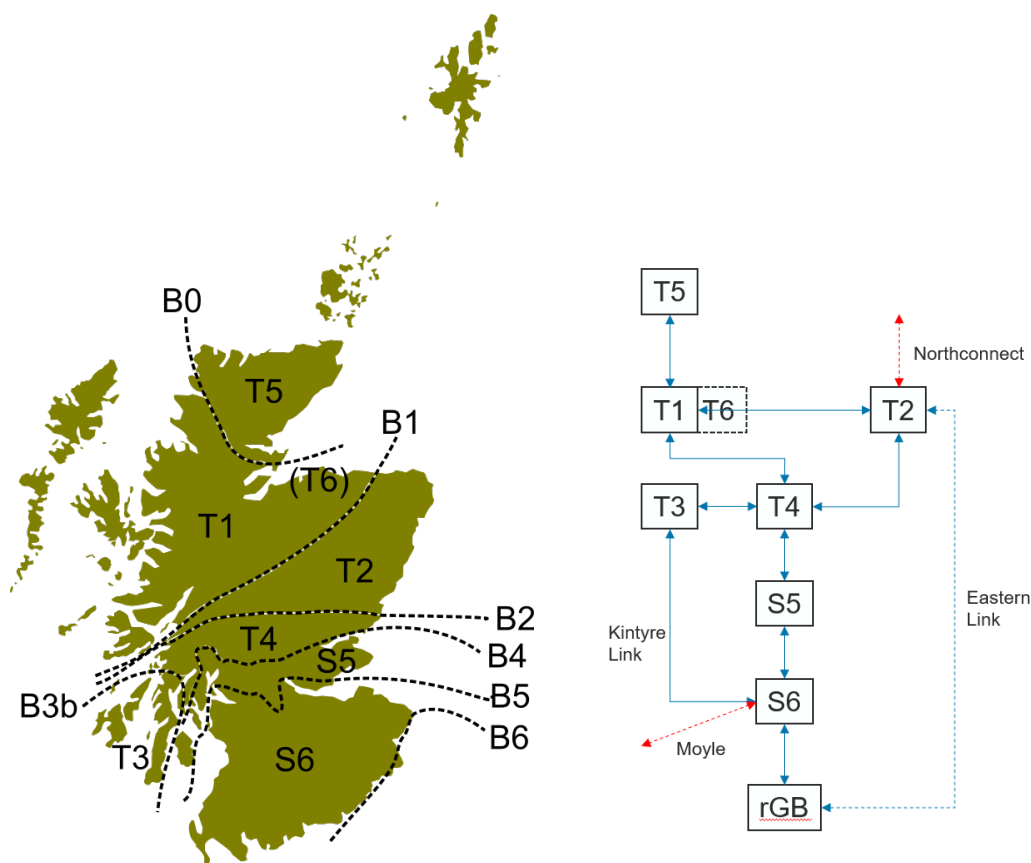 B0
T5
B1
(T6)
T1
T2
B2
T4
B4
S5
B3b
B5
B6
T3
S6
T5
Northconnect
T1
T6
T2
T3
T4
S5
Eastern
Link
Kintyre
Link
S6
Moyle
rGB